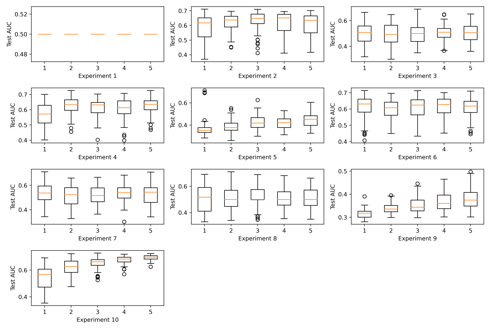 0.52
0.50
0.48
Test AUC
1 2 3 4 5
Experiment 1
0.7
0.6
0.5
0.4
Test AUC
1 2 3 4 5
Experiment 2
0.6
0.4
Test AUC
1 2 3 4 5
Experiment 3
0.7
0.6
0.5
0.4
Test AUC
1 2 3 4 5
Experiment 4
0.6
0.4
Test AUC
1 2 3 4 5
Experiment 5
0.7
0.6
0.5
0.4
Test AUC
1 2 3 4 5
Experiment 6
0.6
0.4
Test AUC
1 2 3 4 5
Experiment 7
0.6
0.4
Test AUC
1 2 3 4 5
Experiment 8
0.5
0.4
0.3
Test AUC
1 2 3 4 5
Experiment 9
0.6
0.4
Test AUC
1 2 3 4 5
Experiment 10